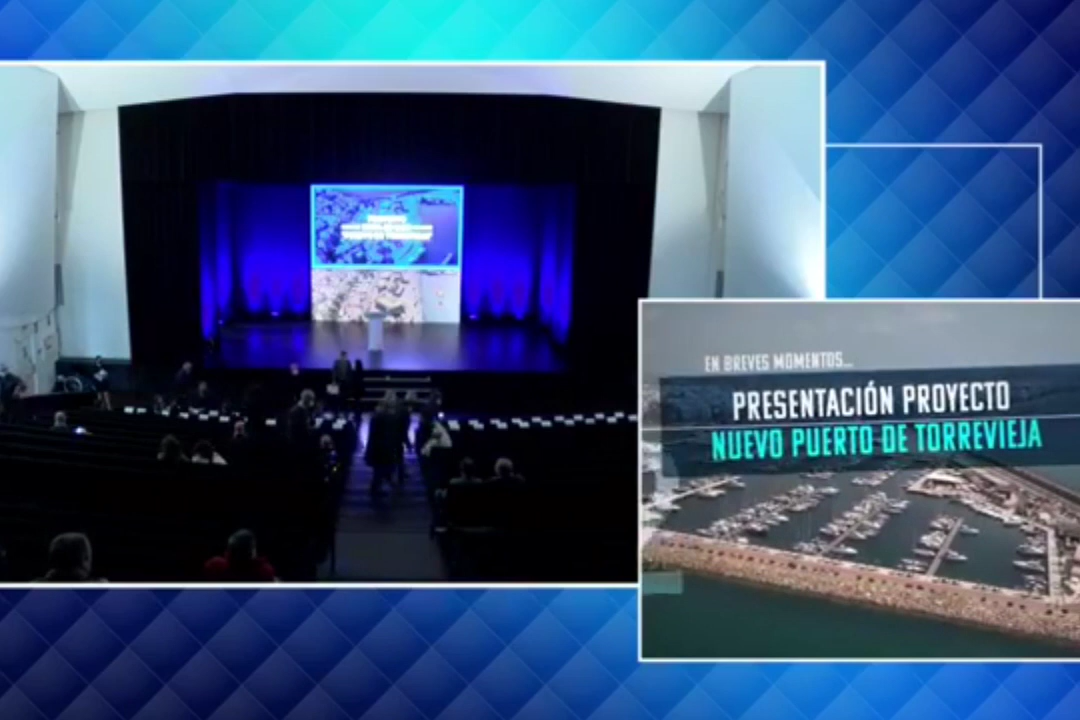 EN BREVES MOMENTOS...
PRESENTACIÓN PROYECTO
NUEVO PUERTO DE TORREVIEJA